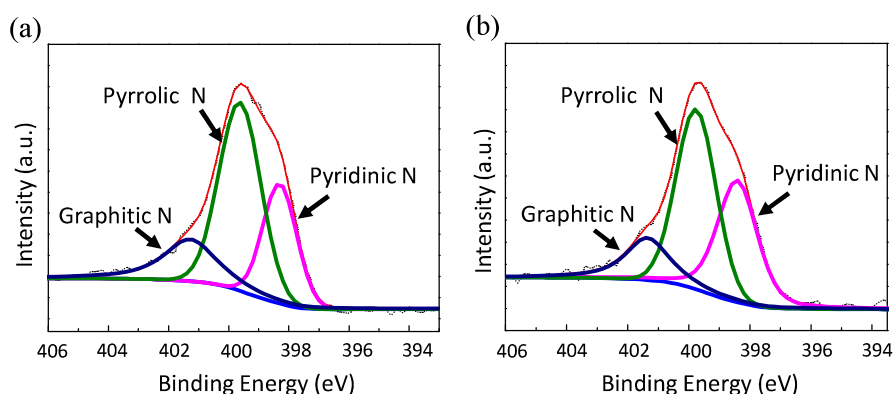 (a)
Pyrrolic N
Pyridinic N
Graphitic N
Intensity (a.u.)
406 404 402 400 398 396 394
Binding Energy (eV)
(b)
Pyrrolic N
Pyridinic N
Graphitic N
Intensity (a.u.)
406 404 402 400 398 396 394
Binding Energy (eV)